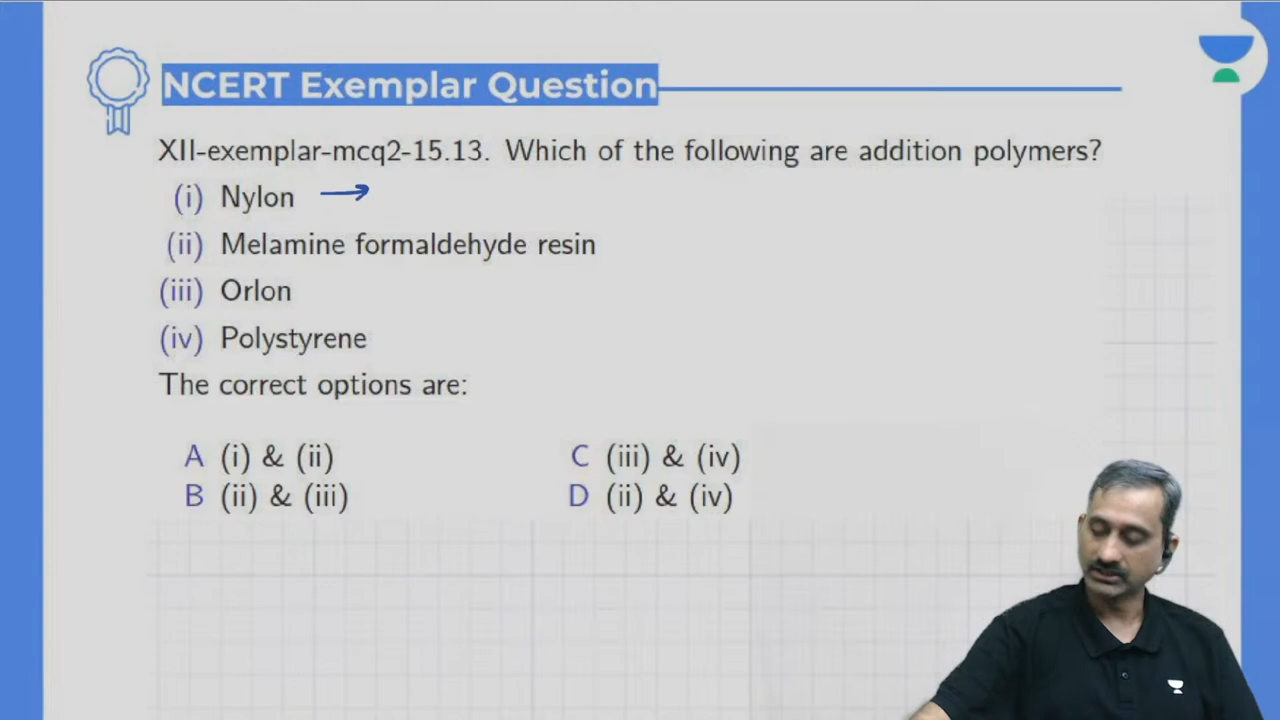 NCERT Exemplar Question
XII-exemplar-mcq2-15.13. Which of the following are addition polymers?
(i) Nylon →
(ii) Melamine formaldehyde resin
(iii) Orlon
(iv) Polystyrene
The correct options are:
A (i) & (ii)
B (ii) & (iii)
C (iii) & (iv)
D (ii) & (iv)